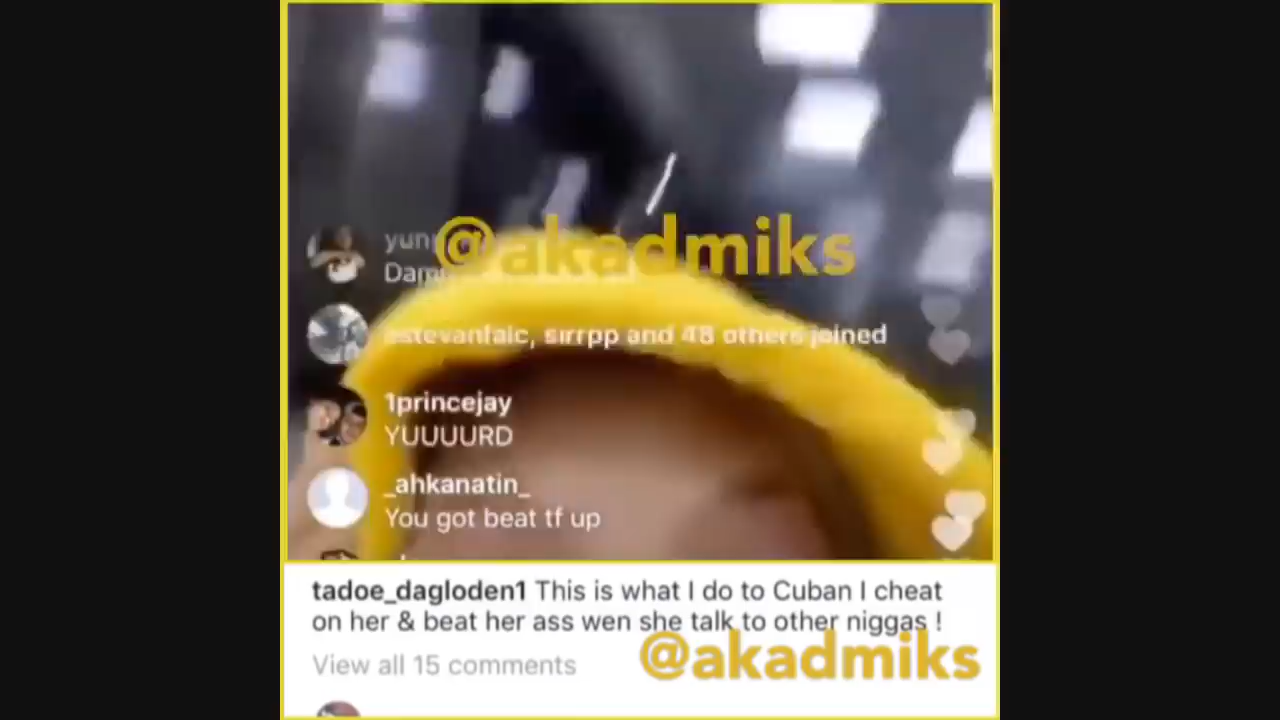 @akadmiks
estevanfalc, sırrpp and 48 others joined
1princejay
YUUUURD
_ahkanatin_
You got beat tf up
tadoe_dagloden1 This is what I do to Cuban I cheat
on her & beat her ass wen she talk to other niggas !
View all 15 comments
@akadmiks